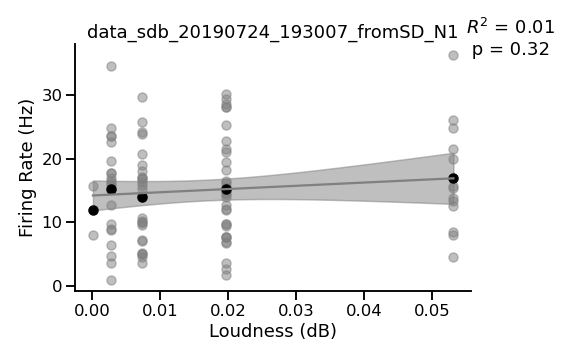 data_sdb_20190724_193007_fromSD_N1
R² = 0.01
p = 0.32
Firing Rate (Hz)
30
20
10
0
0.00 0.01 0.02 0.03 0.04 0.05
Loudness (dB)